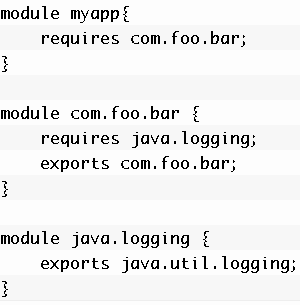 module myapp{
    requires com.foo.bar;
}

module com.foo.bar {
    requires java.logging;
    exports com.foo.bar;
}

module java.logging {
    exports java.util.logging;
}